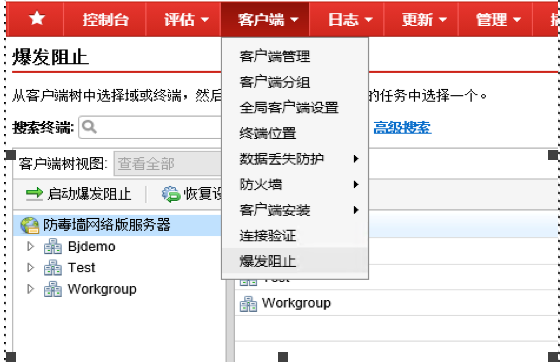 ★ 控制台 评估 客户端 日志 更新 管理
爆发阻止
从客户端树中选择域或终端，然后
的任务中选择一个。
搜索终端:
高级搜索
客户端树视图: 查看全部
启动爆发阻止 恢复设
防毒墙网络版服务器
Bjdemo
Test
Workgroup
客户端管理
客户端分组
全局客户端设置
终端位置
数据丢失防护
防火墙
客户端安装
连接验证
爆发阻止
Test
Workgroup